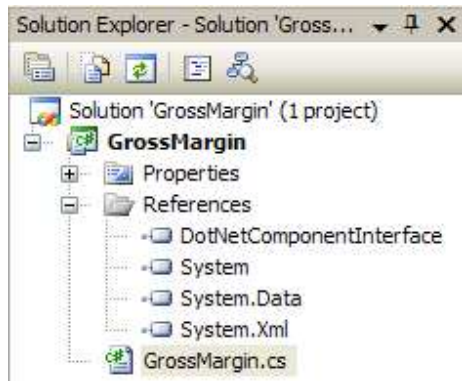 Solution Explorer - Solution 'Gross...
Solution 'GrossMargin' (1 project)
GrossMargin
Properties
References
DotNetComponentInterface
System
System.Data
System.Xml
GrossMargin.cs